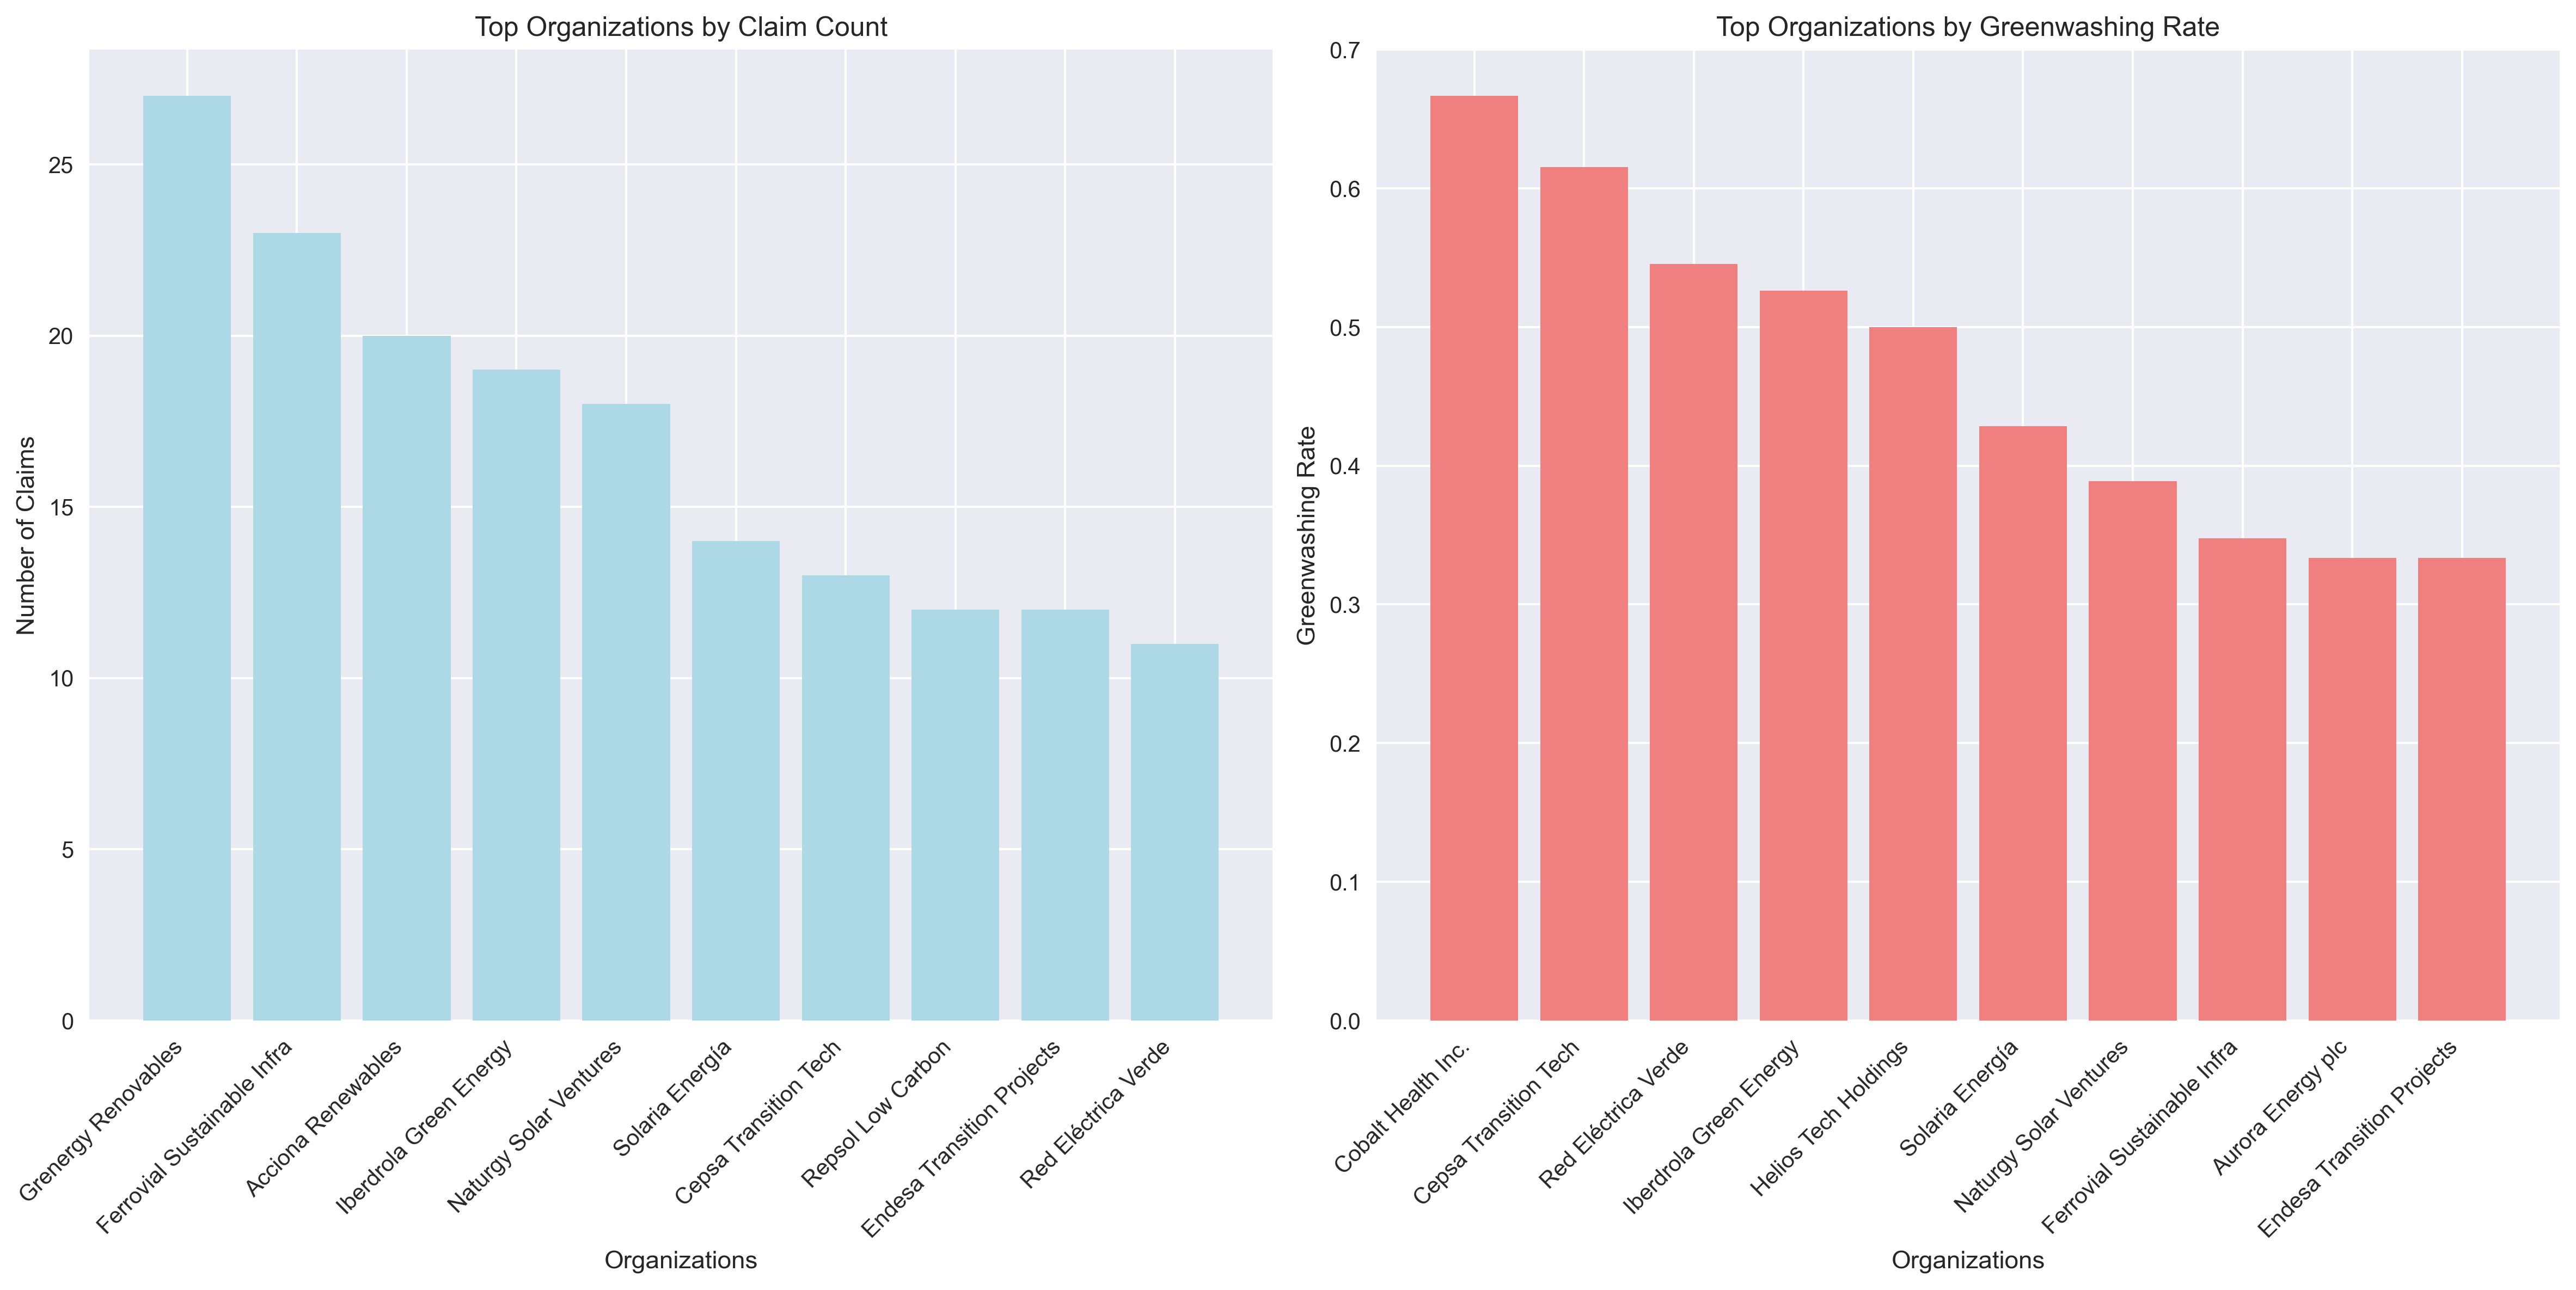 Top Organizations by Claim Count
Number of Claims
25
20
15
10
5
0
Grenergy Renovables
Ferrovial Sustainable Infra
Acciona Renewables
Iberdrola Green Energy
Naturgy Solar Ventures
Solaria Energía
Cepsa Transition Tech
Repsol Low Carbon
Endesa Transition Projects
Red Eléctrica Verde
Organizations
Top Organizations by Greenwashing Rate
Greenwashing Rate
0.7
0.6
0.5
0.4
0.3
0.2
0.1
0.0
Cobalt Health Inc.
Cepsa Transition Tech
Red Eléctrica Verde
Iberdrola Green Energy
Helios Tech Holdings
Solaria Energía
Naturgy Solar Ventures
Ferrovial Sustainable Infra
Aurora Energy plc
Endesa Transition Projects
Organizations